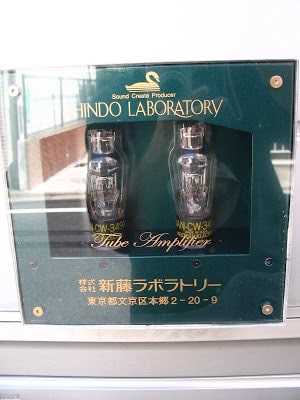 Sound Create Producer
HINDO LABORATORY
Tube Amplifier
株式会社 新藤ラボラトリー
東京都文京区本郷2-20-9